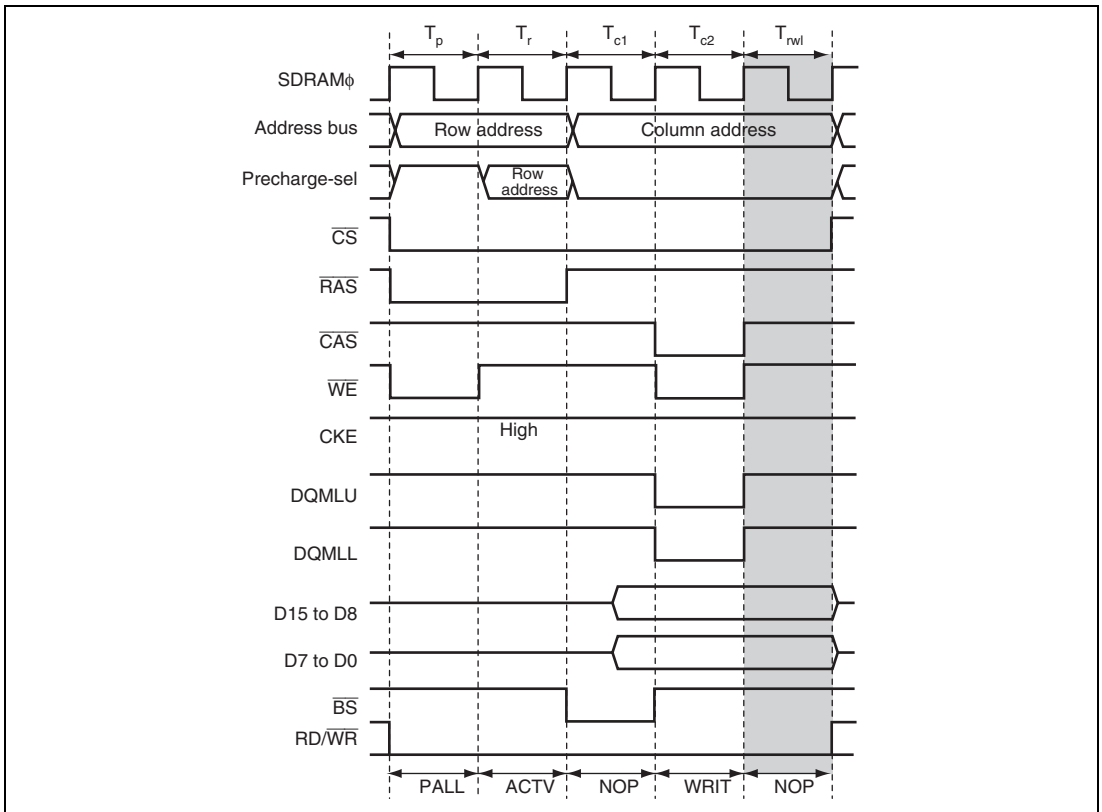 Tp Tr Tc1 Tc2 Trwl
SDRAMϕ
Address bus Row address Column address
Precharge-sel Row address
CS
RAS
CAS
WE
CKE High
DQMLU
DQMLL
D15 to D8
D7 to D0
BS
RD/WR
PALL ACTV NOP WRIT NOP